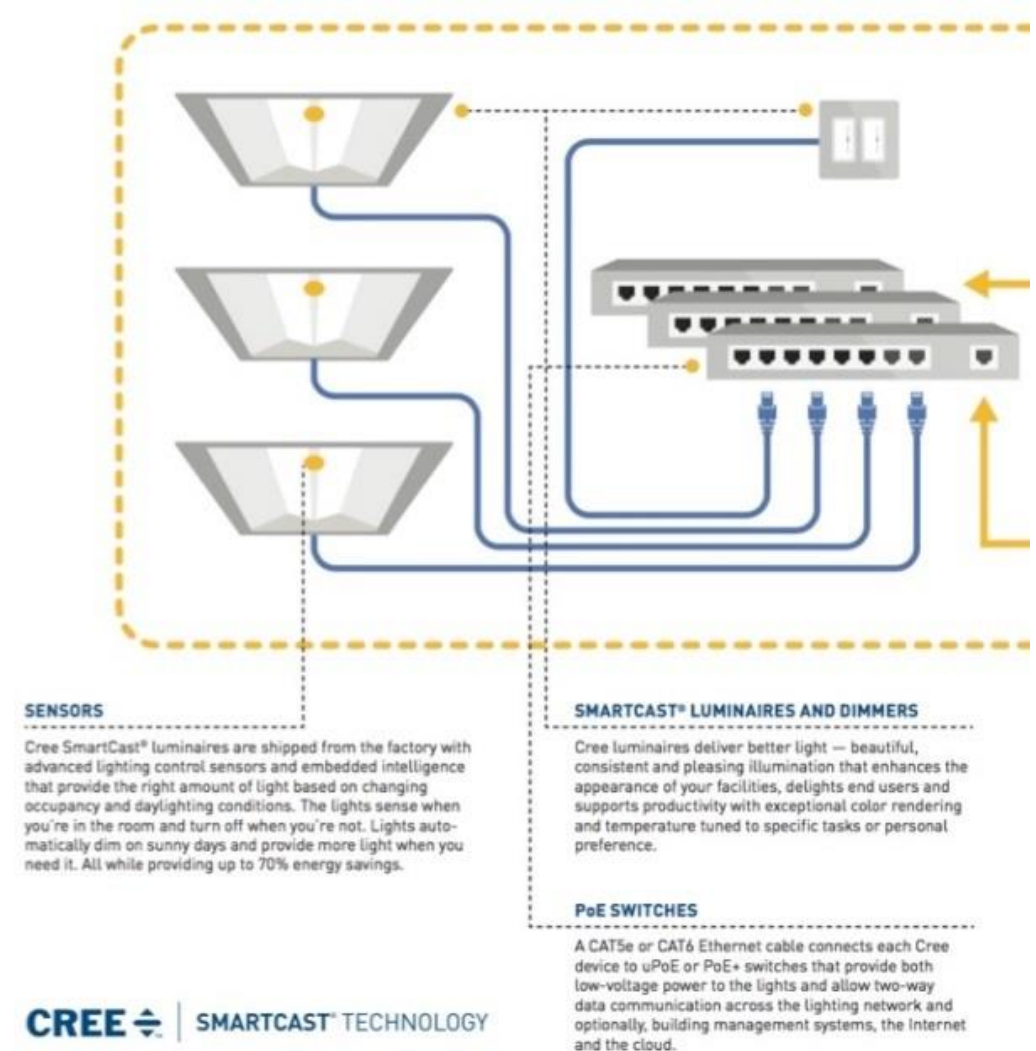 SENSORS
Cree SmartCast® luminaires are shipped from the factory with
advanced lighting control sensors and embedded intelligence
that provide the right amount of light based on changing
occupancy and daylighting conditions. The lights sense when
you're in the room and turn off when you're not. Lights auto-
matically dim on sunny days and provide more light when you
need it. All while providing up to 70% energy savings.
SMARTCAST® LUMINAIRES AND DIMMERS
Cree luminaires deliver better light — beautiful,
consistent and pleasing illumination that enhances the
appearance of your facilities, delights end users and
supports productivity with exceptional color rendering
and temperature tuned to specific tasks or personal
preference.
PoE SWITCHES
A CAT5e or CAT6 Ethernet cable connects each Cree
device to uPoE or PoE+ switches that provide both
low-voltage power to the lights and allow two-way
data communication across the lighting network and
optionally, building management systems, the Internet
and the cloud.
CREE | SMARTCAST® TECHNOLOGY